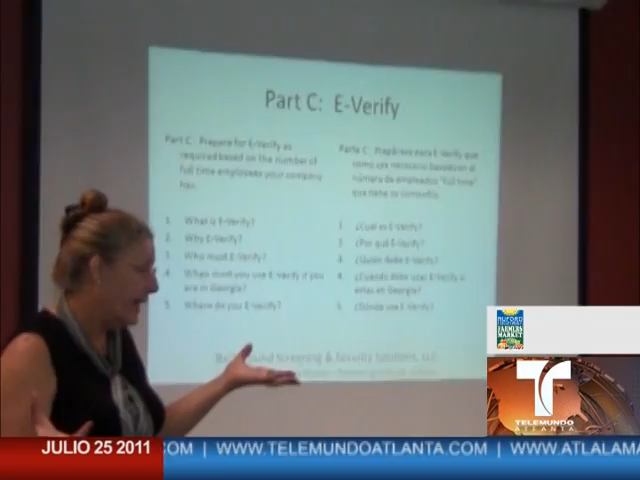 Part C: E-Verify
Part C: Prepare for E-Verify as
required based on the number of
full time employees your company
has.
1. What is E-Verify?
2. Why E-Verify?
3. Who must E-Verify?
4. When must you use E-Verify if you
are in Georgia?
5. Where do you E-Verify?
Parte C: Prepárese para E-Verify que
como sea necesario basado en el
número de empleados "full time"
que tiene su compañía.
1. ¿Cuál es E-Verify?
2. ¿Por qué E-Verify?
3. ¿Quién debe E-Verify?
4. ¿Cuando debe usar E-Verify si
estas en Georgia?
5. ¿Dónde use E-Verify?
Background Screening & Security Solutions, LLC
BUFORD
FARMERS
MARKET
TELEMUNDO
ATLANTA
JULIO 25 2011
.COM | WWW.TELEMUNDOATLANTA.COM | WWW.ATLALAMA